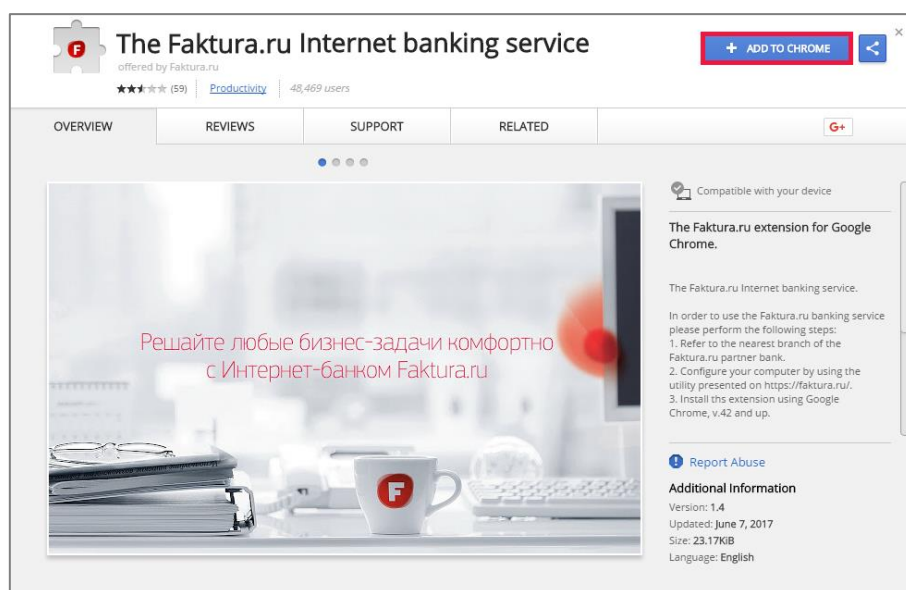 The Faktura.ru Internet banking service
offered by Faktura.ru
(59) Productivity 48,469 users
+ ADD TO CHROME
OVERVIEW REVIEWS SUPPORT RELATED G+
Решайте любые бизнес-задачи комфортно
с Интернет-банком Faktura.ru
F
Compatible with your device
The Faktura.ru extension for Google
Chrome.
The Faktura.ru Internet banking service.
In order to use the Faktura.ru banking service
please perform the following steps:
1. Refer to the nearest branch of the
Faktura.ru partner bank.
2. Configure your computer by using the
utility presented on https://faktura.ru/.
3. Install ths extension using Google
Chrome, v.42 and up.
Report Abuse
Additional Information
Version: 1.4
Updated: June 7, 2017
Size: 23.17KiB
Language: English